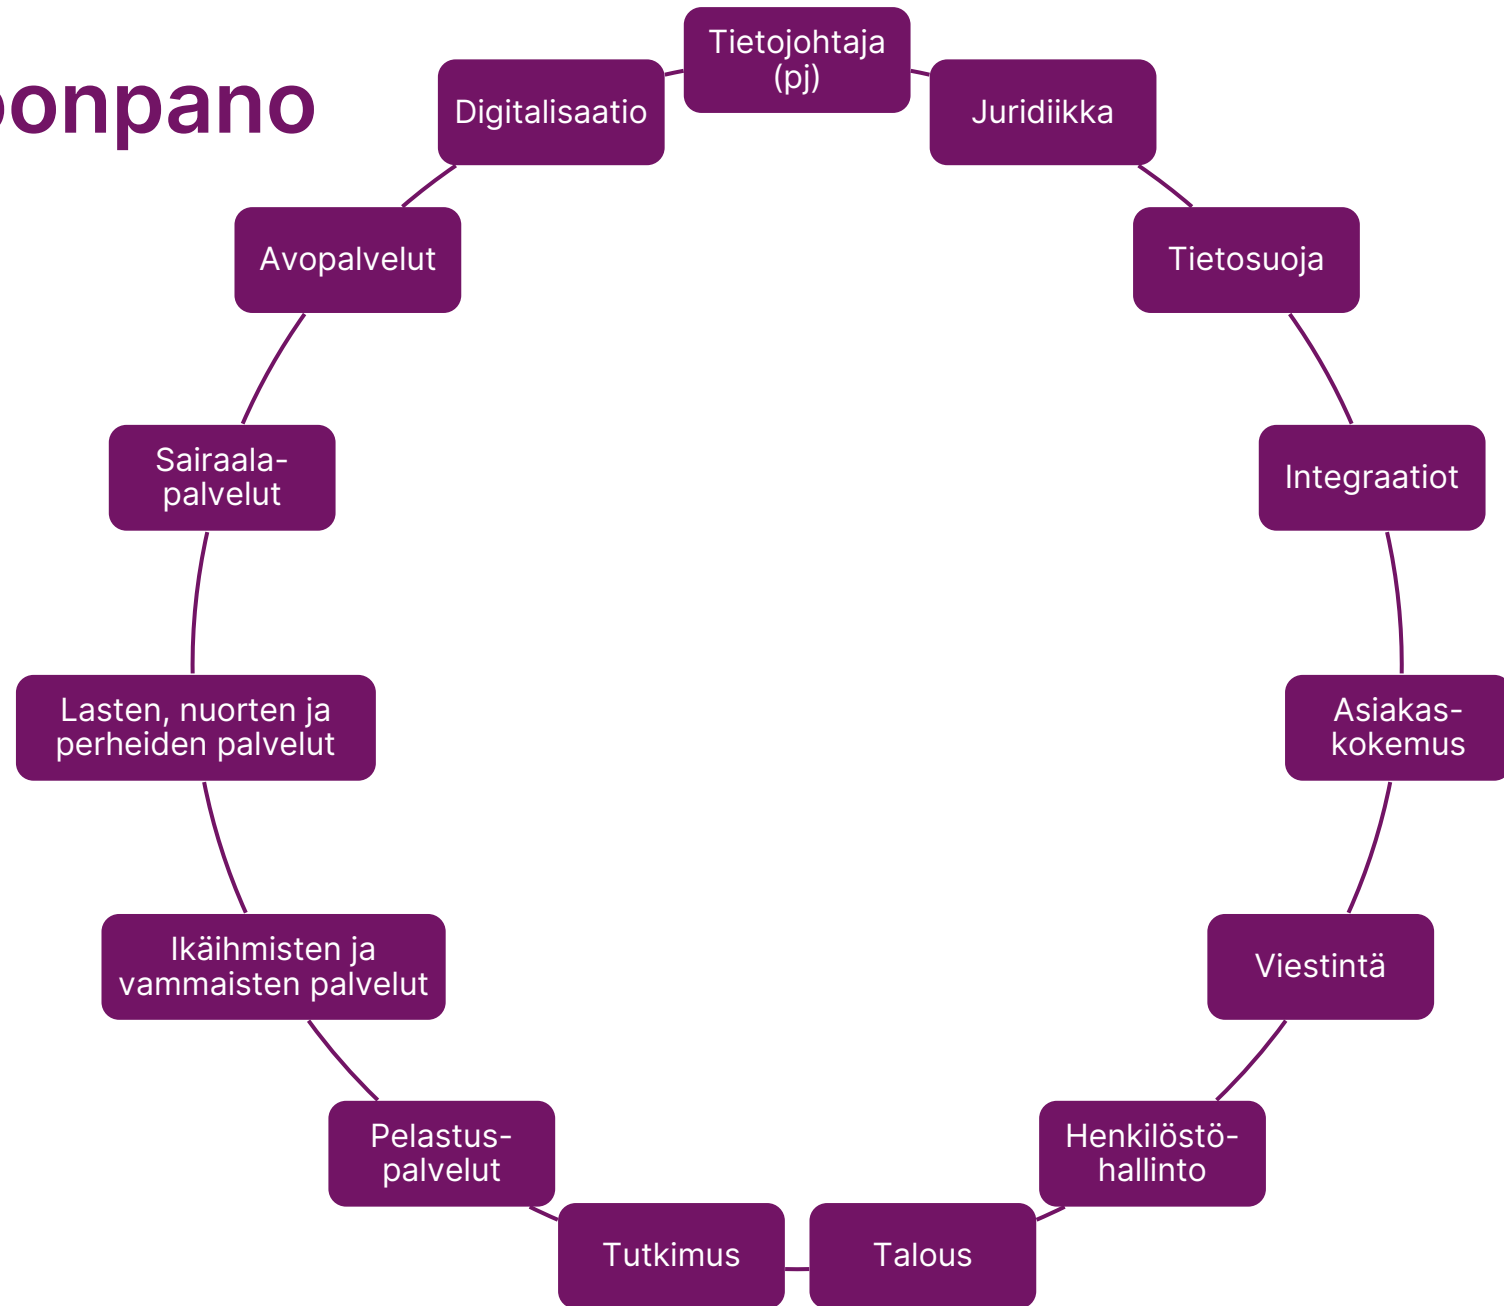 oonpano
Tietojohtaja
(pj)
Juridiikka
Tietosuoja
Integraatiot
Asiakas-
kokemus
Viestintä
Henkilöstö-
hallinto
Talous
Tutkimus
Pelastus-
palvelut
Ikäihmisten ja
vammaisten palvelut
Lasten, nuorten ja
perheiden palvelut
Sairaala-
palvelut
Avopalvelut
Digitalisaatio